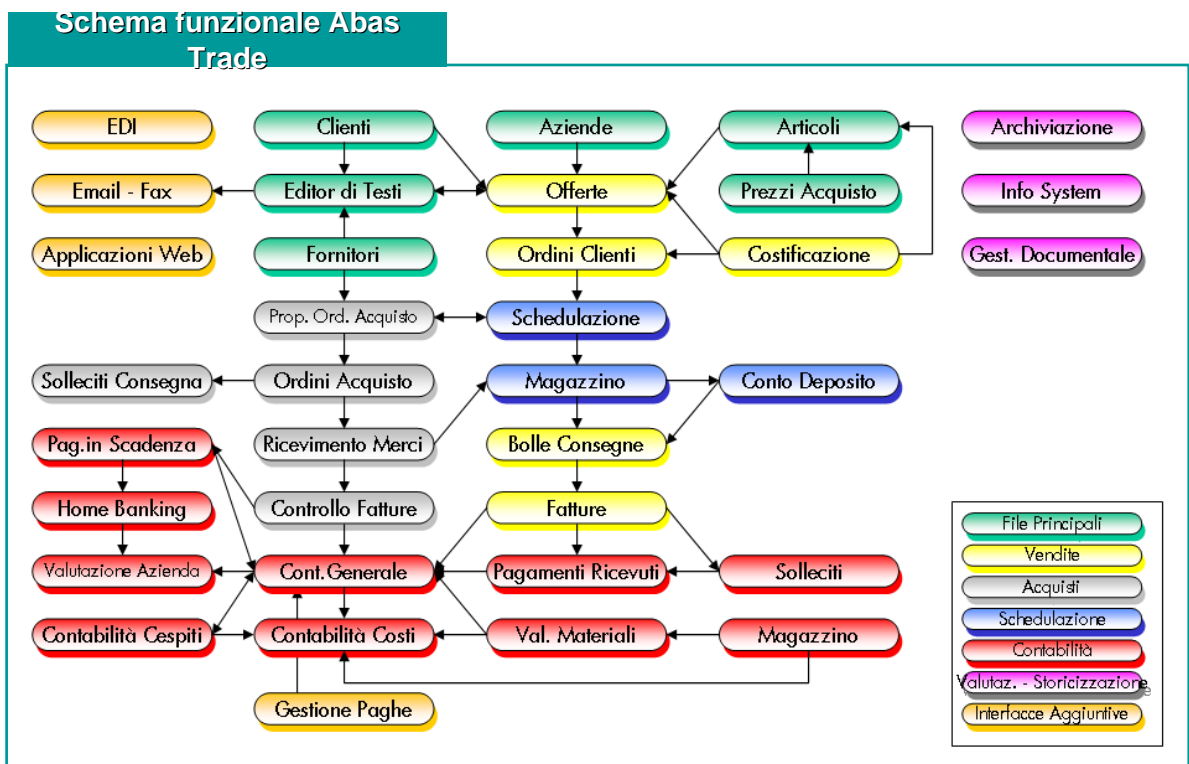 Schema funzionale Abas
Trade
EDI
Clienti
Aziende
Articoli
Archiviazione
Email - Fax
Editor di Testi
Offerte
Prezzi Acquisto
Info System
Applicazioni Web
Fornitori
Ordini Clienti
Costificazione
Gest. Documentale
Prop. Ord. Acquisto
Schedulazione
Solleciti Consegna
Ordini Acquisto
Magazzino
Conto Deposito
Pag.in Scadenza
Ricevimento Merci
Bolle Consegne
Home Banking
Controllo Fatture
Fatture
Valutazione Azienda
Cont.Generale
Pagamenti Ricevuti
Solleciti
Contabilità Cespiti
Contabilità Costi
Val. Materiali
Magazzino
Gestione Paghe
File Principali
Vendite
Acquisti
Schedulazione
Contabilità
Valutaz. - Storicizzazione
Interfacce Aggiuntive